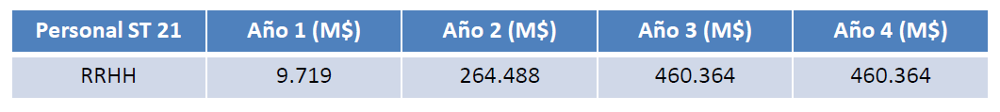 Personal ST 21 Año 1 (M$) Año 2 (M$) Año 3 (M$) Año 4 (M$)
RRHH 9.719 264.488 460.364 460.364